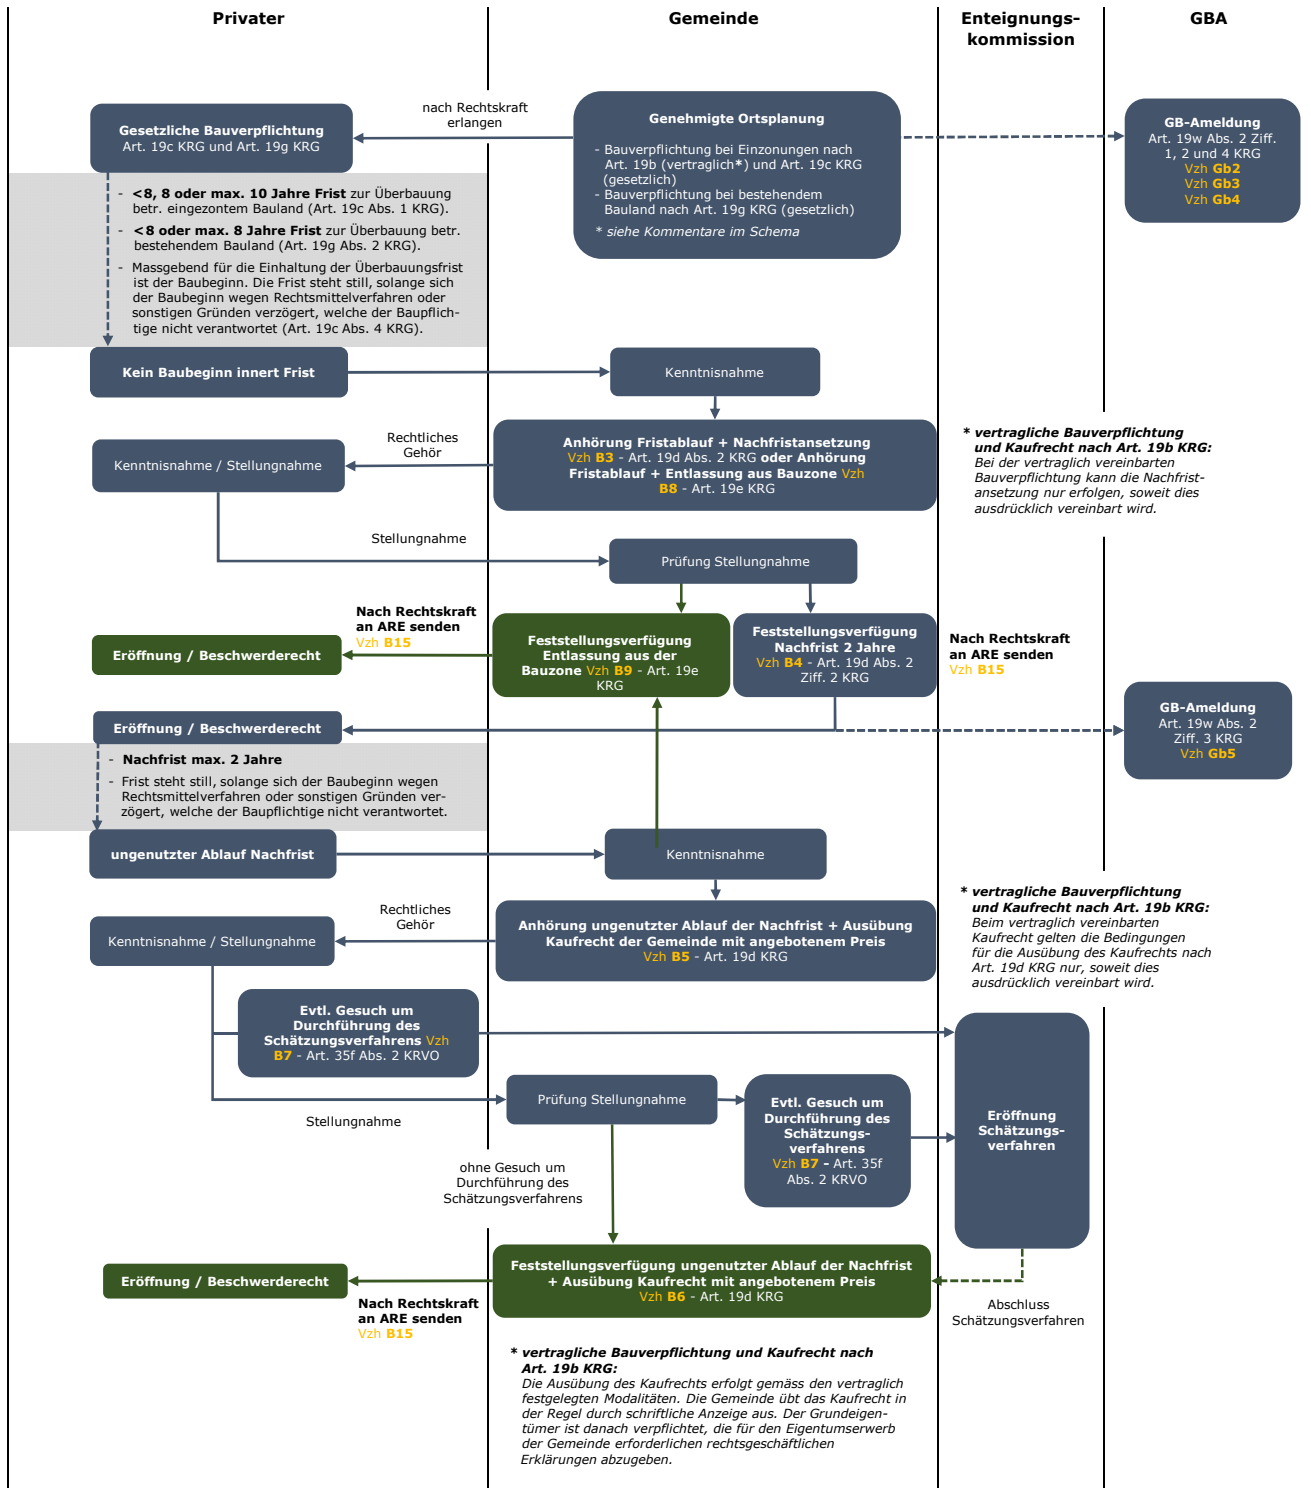 Privater
Gemeinde
Enteignungs-
kommission
GBA
nach Rechtskraft
erlangen
Gesetzliche Bauverpflichtung
Art. 19c KRG und Art. 19g KRG
Genehmigte Ortsplanung
- Bauverpflichtung bei Einzonungen nach
Art. 19b (vertraglich*) und Art. 19c KRG
(gesetzlich)
- Bauverpflichtung bei bestehendem
Bauland nach Art. 19g KRG (gesetzlich)
* siehe Kommentare im Schema
GB-Ameldung
Art. 19w Abs. 2 Ziff.
1, 2 und 4 KRG
Vzh Gb2
Vzh Gb3
Vzh Gb4
- <8, 8 oder max. 10 Jahre Frist zur Überbauung
betr. eingezontem Bauland (Art. 19c Abs. 1 KRG).
- <8 oder max. 8 Jahre Frist zur Überbauung betr.
bestehendem Bauland (Art. 19g Abs. 2 KRG).
- Massgebend für die Einhaltung der Überbauungsfrist
ist der Baubeginn. Die Frist steht still, solange sich
der Baubeginn wegen Rechtsmittelverfahren oder
sonstigen Gründen verzögert, welche der Baupflich-
tige nicht verantwortet (Art. 19c Abs. 4 KRG).
Kein Baubeginn innert Frist
Kenntnisnahme
Rechtliches
Gehör
Kenntnisnahme / Stellungnahme
Anhörung Fristablauf + Nachfristansetzung
Vzh B3 - Art. 19d Abs. 2 KRG oder Anhörung
Fristablauf + Entlassung aus Bauzone Vzh
B8 - Art. 19e KRG
* vertragliche Bauverpflichtung
und Kaufrecht nach Art. 19b KRG:
Bei der vertraglich vereinbarten
Bauverpflichtung kann die Nachfrist-
ansetzung nur erfolgen, soweit dies
ausdrücklich vereinbart wird.
Stellungnahme
Prüfung Stellungnahme
Nach Rechtskraft
an ARE senden
Vzh B15
Eröffnung / Beschwerderecht
Feststellungsverfügung
Entlassung aus der
Bauzone Vzh B9 - Art. 19e
KRG
Feststellungsverfügung
Nachfrist 2 Jahre
Vzh B4 - Art. 19d Abs. 2
Ziff. 2 KRG
Nach Rechtskraft
an ARE senden
Vzh B15
Eröffnung / Beschwerderecht
GB-Ameldung
Art. 19w Abs. 2
Ziff. 3 KRG
Vzh Gb5
- Nachfrist max. 2 Jahre
- Frist steht still, solange sich der Baubeginn wegen
Rechtsmittelverfahren oder sonstigen Gründen ver-
zögert, welche der Baupflichtige nicht verantwortet.
ungenutzter Ablauf Nachfrist
Kenntnisnahme
Rechtliches
Gehör
Kenntnisnahme / Stellungnahme
Anhörung ungenutzter Ablauf der Nachfrist + Ausübung
Kaufrecht der Gemeinde mit angebotenem Preis
Vzh B5 - Art. 19d KRG
* vertragliche Bauverpflichtung
und Kaufrecht nach Art. 19b KRG:
Beim vertraglich vereinbarten
Kaufrecht gelten die Bedingungen
für die Ausübung des Kaufrechts nach
Art. 19d KRG nur, soweit dies
ausdrücklich vereinbart wird.
Evtl. Gesuch um
Durchführung des
Schätzungsverfahrens Vzh
B7 - Art. 35f Abs. 2 KRVO
Stellungnahme
Prüfung Stellungnahme
Evtl. Gesuch um
Durchführung des
Schätzungs-
verfahrens
Vzh B7 - Art. 35f
Abs. 2 KRVO
Eröffnung
Schätzungs-
verfahren
ohne Gesuch um
Durchführung des
Schätzungsverfahrens
Eröffnung / Beschwerderecht
Feststellungsverfügung ungenutzter Ablauf der Nachfrist
+ Ausübung Kaufrecht mit angebotenem Preis
Vzh B6 - Art. 19d KRG
Nach Rechtskraft
an ARE senden
Vzh B15
Abschluss
Schätzungsverfahren
* vertragliche Bauverpflichtung und Kaufrecht nach
Art. 19b KRG:
Die Ausübung des Kaufrechts erfolgt gemäss den vertraglich
festgelegten Modalitäten. Die Gemeinde übt das Kaufrecht in
der Regel durch schriftliche Anzeige aus. Der Grundeigen-
tümer ist danach verpflichtet, die für den Eigentumserwerb
der Gemeinde erforderlichen rechtsgeschäftlichen
Erklärungen abzugeben.